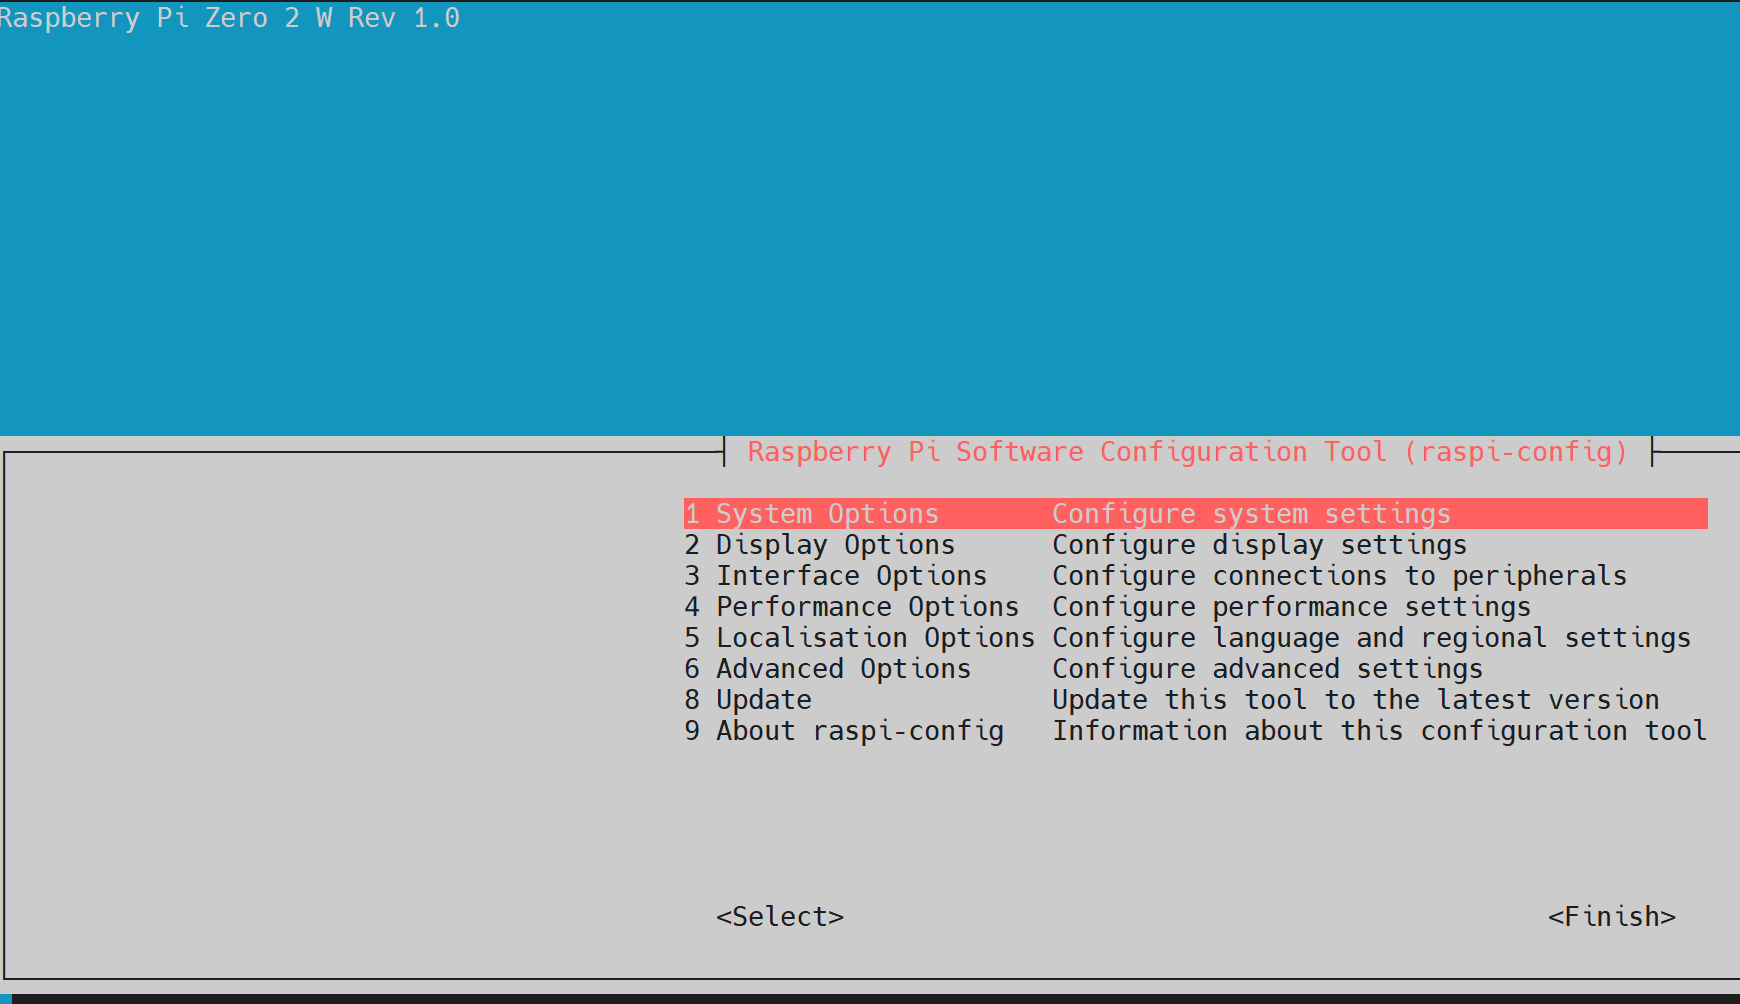 Raspberry Pi Zero 2 W Rev 1.0
Raspberry Pi Software Configuration Tool (raspi-config)
1 System Options Configure system settings
2 Display Options Configure display settings
3 Interface Options Configure connections to peripherals
4 Performance Options Configure performance settings
5 Localisation Options Configure language and regional settings
6 Advanced Options Configure advanced settings
8 Update Update this tool to the latest version
9 About raspi-config Information about this configuration tool
<Select> <Finish>